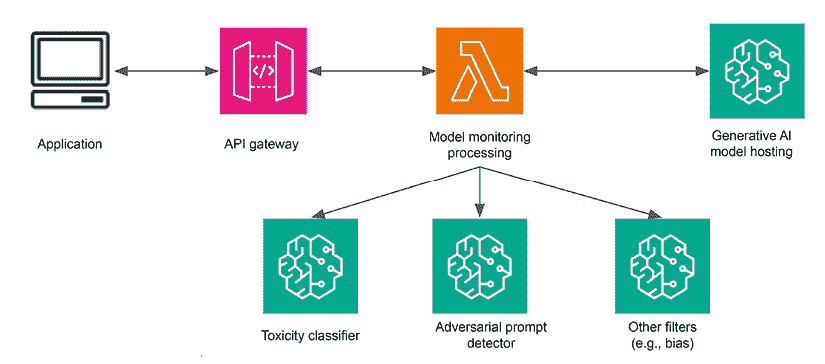 </>
Application
API gateway
Model monitoring
processing
Generative AI
model hosting
Toxicity classifier
Adversarial prompt
detector
Other filters
(e.g., bias)